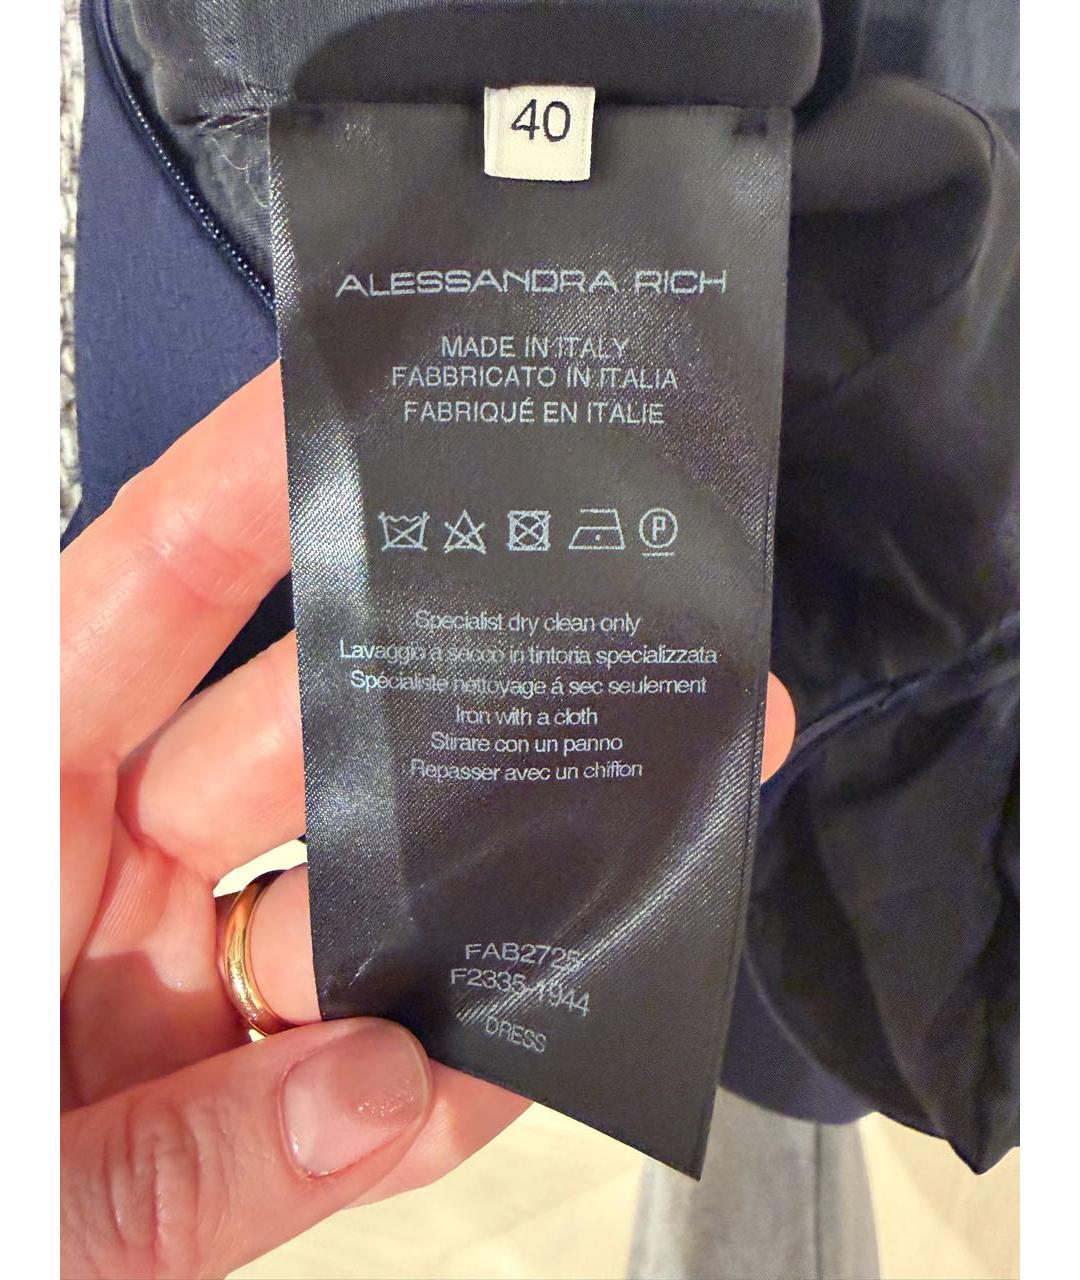 40
ALESSANDRA RICH
MADE IN ITALY
FABBRICATO IN ITALIA
FABRIQUÉ EN ITALIE
P
Specialist dry clean only
Lavaggio a secco in tintoria specializzata
Spécialiste nettoyage á sec seulement
Iron with a cloth
Stirare con un panno
Repasser avec un chiffon
FAB2725
F2335-1944
DRESS